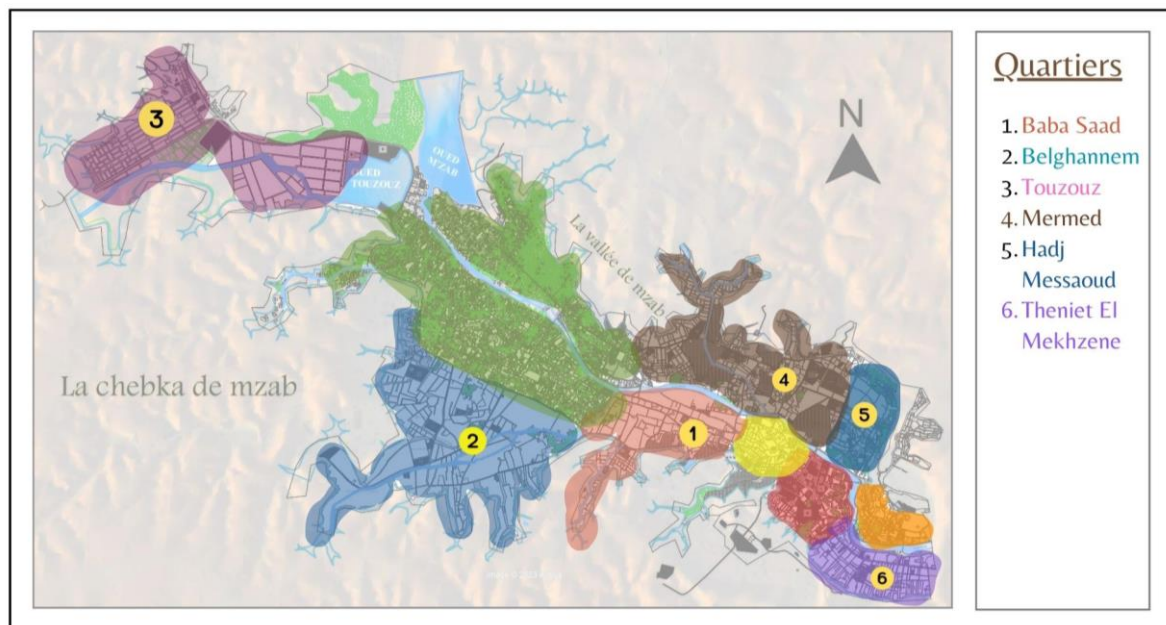 3
OUED
MZAB
OUED
TOUZOUZ
N
La vallée de mzab
La chebka de mzab
4
5
1
2
6
Quartiers
1. Baba Saad
2. Belghannem
3. Touzouz
4. Mermed
5. Hadj
Messaoud
6. Theniet El
Mekhzene